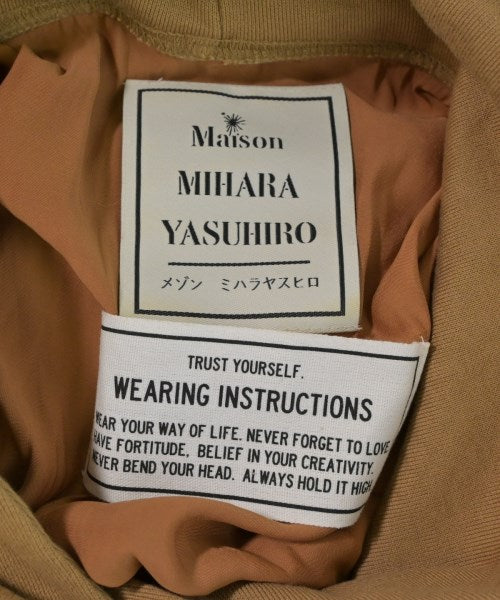 Maison
MIHARA
YASUHIRO
メゾン ミハラヤスヒロ
TRUST YOURSELF.
WEARING INSTRUCTIONS
WEAR YOUR WAY OF LIFE. NEVER FORGET TO LOVE
HAVE FORTITUDE, BELIEF IN YOUR CREATIVITY.
NEVER BEND YOUR HEAD. ALWAYS HOLD IT HIGH